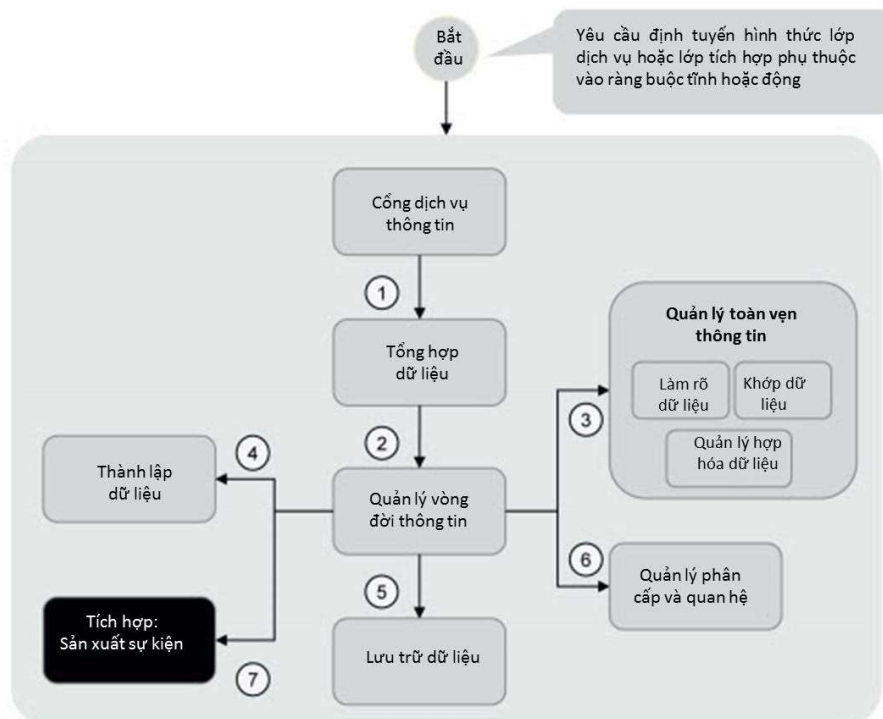 Bắt
đầu
Yêu cầu định tuyến hình thức lớp
dịch vụ hoặc lớp tích hợp phụ thuộc
vào ràng buộc tĩnh hoặc động
Cổng dịch vụ
thông tin
1
Tổng hợp
dữ liệu
Quản lý toàn vẹn
thông tin
Làm rõ
dữ liệu
Khớp dữ
liệu
Quản lý hợp
hóa dữ liệu
3
2
4
Thành lập
dữ liệu
Quản lý vòng
đời thông tin
6
Quản lý phân
cấp và quan hệ
5
Tích hợp:
Sản xuất sự kiện
7
Lưu trữ dữ liệu